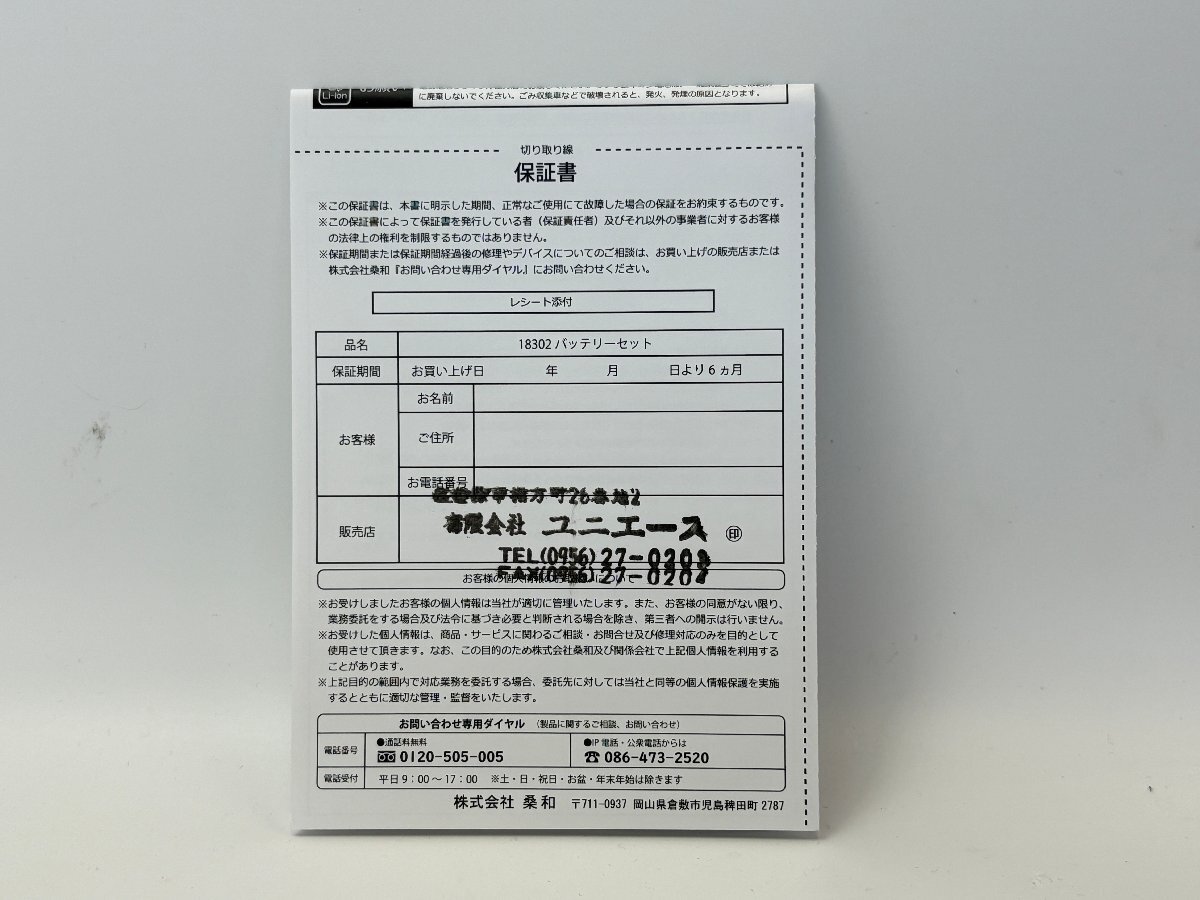 Li-ion
に廃棄しないでください。ごみ収集車などで破壊されると、発火、発煙の原因となります。
切り取り線
保証書
※この保証書は、本書に明示した期間、正常なご使用にて故障した場合の保証をお約束するものです。
※この保証書によって保証書を発行している者（保証責任者）及びそれ以外の事業者に対するお客様
の法律上の権利を制限するものではありません。
※保証期間または保証期間経過後の修理やデバイスについてのご相談は、お買い上げの販売店または
株式会社桑和『お問い合わせ専用ダイヤル』にお問い合わせください。
レシート添付
品名 18302 バッテリーセット
保証期間 お買い上げ日 年 月 日より6ヵ月
お客様 お名前
ご住所
お電話番号
緒方町26番地2
販売店 有限会社 ユニエース ㊞
TEL(0956)27-0203
FAX(0956)27-0204
お客様の個人情報の について
※お受けしましたお客様の個人情報は当社が適切に管理いたします。また、お客様の同意がない限り、
業務委託をする場合及び法令に基づき必要と判断される場合を除き、第三者への開示は行いません。
※お受けした個人情報は、商品・サービスに関わるご相談・お問合せ及び修理対応のみを目的として
使用させて頂きます。なお、この目的のため株式会社桑和及び関係会社で上記個人情報を利用する
ことがあります。
※上記目的の範囲内で対応業務を委託する場合、委託先に対しては当社と同等の個人情報保護を実施
するとともに適切な管理・監督をいたします。
お問い合わせ専用ダイヤル （製品に関するご相談、お問い合わせ）
電話番号 ●通話料無料 ●IP 電話・公衆電話からは
0120-505-005 ☎ 086-473-2520
電話受付 平日9：00～17：00 ※土・日・祝日・お盆・年末年始は除きます
株式会社 桑和 〒711-0937 岡山県倉敷市児島稗田町 2787